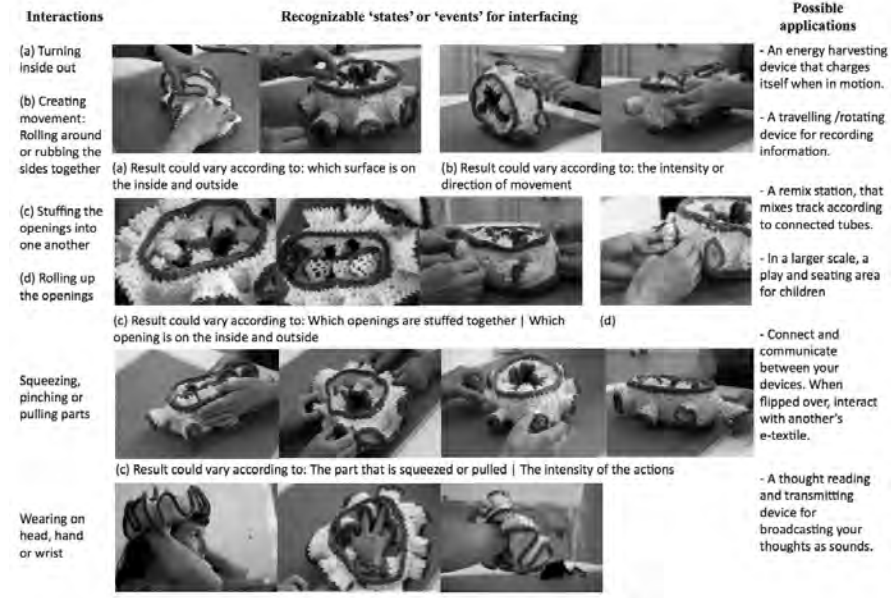 Interactions
Recognizable ‘states’ or ‘events’ for interfacing
Possible
applications
(a) Turning
inside out
(b) Creating
movement:
Rolling around
or rubbing the
sides together
(a) Result could vary according to: which surface is on
the inside and outside
(b) Result could vary according to: the intensity or
direction of movement
(c) Stuffing the
openings into
one another
(d) Rolling up
the openings
(c) Result could vary according to: Which openings are stuffed together | Which
opening is on the inside and outside
(d)
Squeezing,
pinching or
pulling parts
(c) Result could vary according to: The part that is squeezed or pulled | The intensity of the actions
Wearing on
head, hand
or wrist
- An energy harvesting
device that charges
itself when in motion.
- A travelling /rotating
device for recording
information.
- A remix station, that
mixes track according
to connected tubes.
- In a larger scale, a
play and seating area
for children
- Connect and
communicate
between your
devices. When
flipped over, interact
with another’s
e-textile.
- A thought reading
and transmitting
device for
broadcasting your
thoughts as sounds.